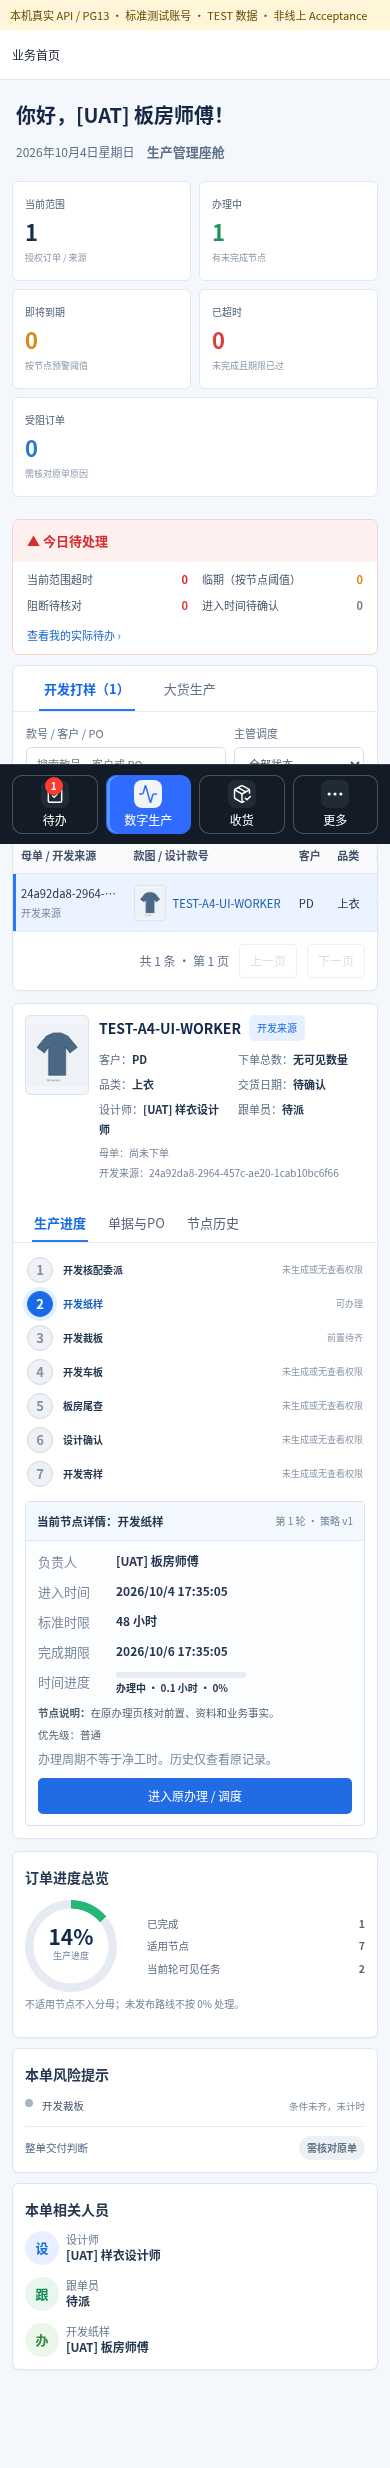 本机真实 API / PG13 · 标准测试账号 · TEST 数据 · 非线上 Acceptance
业务首页
你好，[UAT] 板房师傅！
2026年10月4日星期日 生产管理座舱
当前范围
1
授权订单 / 来源
办理中
1
有未完成节点
即将到期
0
按节点预警阈值
已超时
0
未完成且期限已过
受阻订单
0
需核对原单原因
▲ 今日待处理
当前范围超时 0 临期（按节点阈值） 0
阻断待核对 0 进入时间待确认 0
查看我的实际待办 ›
开发打样（1） 大货生产
款号 / 客户 / PO 主管调度
1
待办 数字生产 收货 更多
母单 / 开发来源 款图 / 设计款号 客户 品类
24a92da8-2964-··· TEST-A4-UI-WORKER PD 上衣
开发来源
共 1 条 · 第 1 页 上一页 下一页
TEST-A4-UI-WORKER 开发来源
客户：PD 下单总数：无可见数量
品类：上衣 交货日期：待确认
设计师：[UAT] 样衣设计师 跟单员：待派
母单：尚未下单
开发来源：24a92da8-2964-457c-ae20-1cab10bc6f66
生产进度 单据与PO 节点历史
1 开发核配委派 未生成或无查看权限
2 开发纸样 可办理
3 开发裁板 前置待齐
4 开发车板 未生成或无查看权限
5 板房尾查 未生成或无查看权限
6 设计确认 未生成或无查看权限
7 开发寄样 未生成或无查看权限
当前节点详情：开发纸样 第 1 轮 · 策略 v1
负责人 [UAT] 板房师傅
进入时间 2026/10/4 17:35:05
标准时限 48 小时
完成期限 2026/10/6 17:35:05
时间进度
办理中 · 0.1 小时 · 0%
节点说明：在原办理页核对前置、资料和业务事实。
优先级：普通
办理周期不等于净工时。历史仅查看原记录。
进入原办理 / 调度
订单进度总览
14%
生产进度
已完成 1
适用节点 7
当前轮可见任务 2
不适用节点不入分母；未发布路线不按 0% 处理。
本单风险提示
开发裁板 条件未齐，未计时
整单交付判断 需核对原单
本单相关人员
设 设计师
[UAT] 样衣设计师
跟 跟单员
待派
办 开发纸样
[UAT] 板房师傅